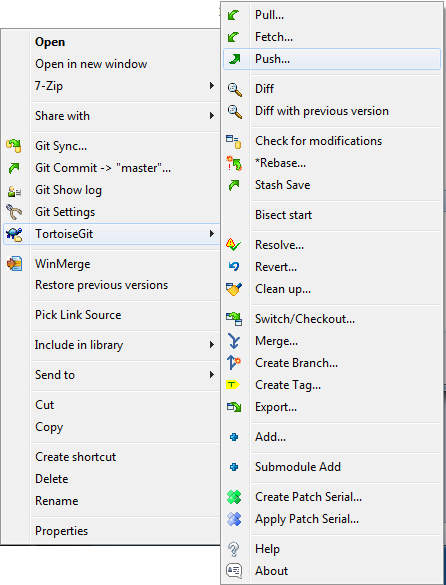 Open
Open in new window
7-Zip
Share with
Git Sync...
Git Commit -> "master"...
Git Show log
Git Settings
TortoiseGit
WinMerge
Restore previous versions
Pick Link Source
Include in library
Send to
Cut
Copy
Create shortcut
Delete
Rename
Properties
Pull...
Fetch...
Push...
Diff
Diff with previous version
Check for modifications
*Rebase...
Stash Save
Bisect start
Resolve...
Revert...
Clean up...
Switch/Checkout...
Merge...
Create Branch...
Create Tag...
Export...
Add...
Submodule Add
Create Patch Serial...
Apply Patch Serial...
Help
About